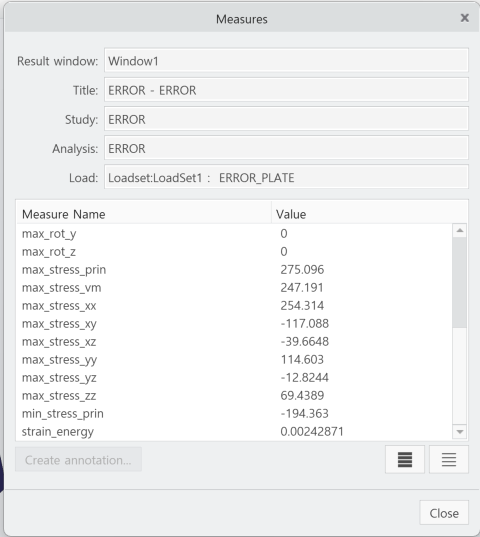 Measures
Result window: Window1
Title: ERROR - ERROR
Study: ERROR
Analysis: ERROR
Load: Loadset:LoadSet1 : ERROR_PLATE
Measure Name Value
max_rot_y 0
max_rot_z 0
max_stress_prin 275.096
max_stress_vm 247.191
max_stress_xx 254.314
max_stress_xy -117.088
max_stress_xz -39.6648
max_stress_yy 114.603
max_stress_yz -12.8244
max_stress_zz 69.4389
min_stress_prin -194.363
strain_energy 0.00242871
Create annotation...
Close